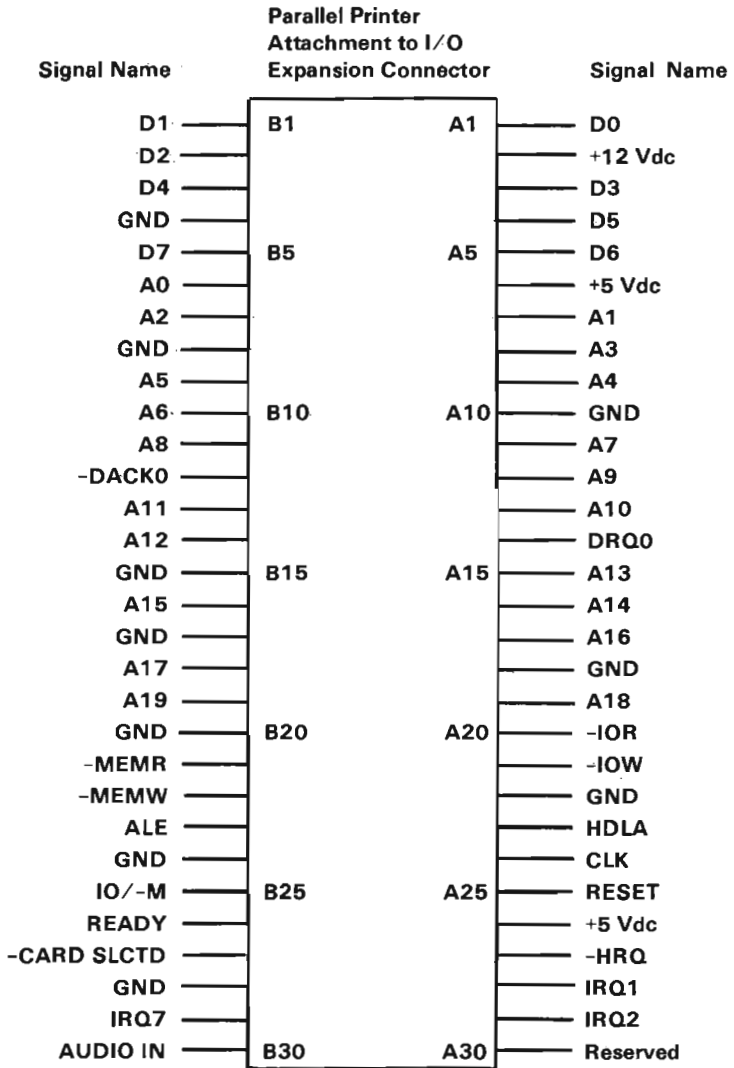 Parallel Printer
Attachment to I/O
Signal Name Expansion Connector Signal Name
D1 B1 A1 D0
D2 +12 Vdc
D4 D3
GND D5
D7 B5 A5 D6
A0 +5 Vdc
A2 A1
GND A3
A5 A4
A6 B10 A10 GND
A8 A7
-DACK0 A9
A11 A10
A12 DRQ0
GND B15 A15 A13
A15 A14
GND A16
A17 GND
A19 A18
GND B20 A20 -IOR
-MEMR -IOW
-MEMW GND
ALE HDLA
GND CLK
IO/-M B25 A25 RESET
READY +5 Vdc
-CARD SLCTD -HRQ
GND IRQ1
IRQ7 IRQ2
AUDIO IN B30 A30 Reserved